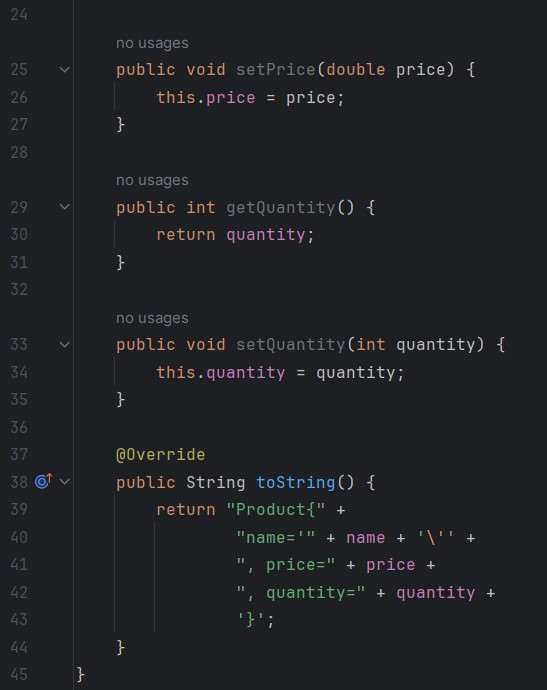 24
no usages
25 public void setPrice(double price) {
26 this.price = price;
27 }
28
no usages
29 public int getQuantity() {
30 return quantity;
31 }
32
no usages
33 public void setQuantity(int quantity) {
34 this.quantity = quantity;
35 }
36
37 @Override
38 public String toString() {
39 return "Product{" +
40 "name='" + name + '\'' +
41 ", price=" + price +
42 ", quantity=" + quantity +
43 '}';
44 }
45 }